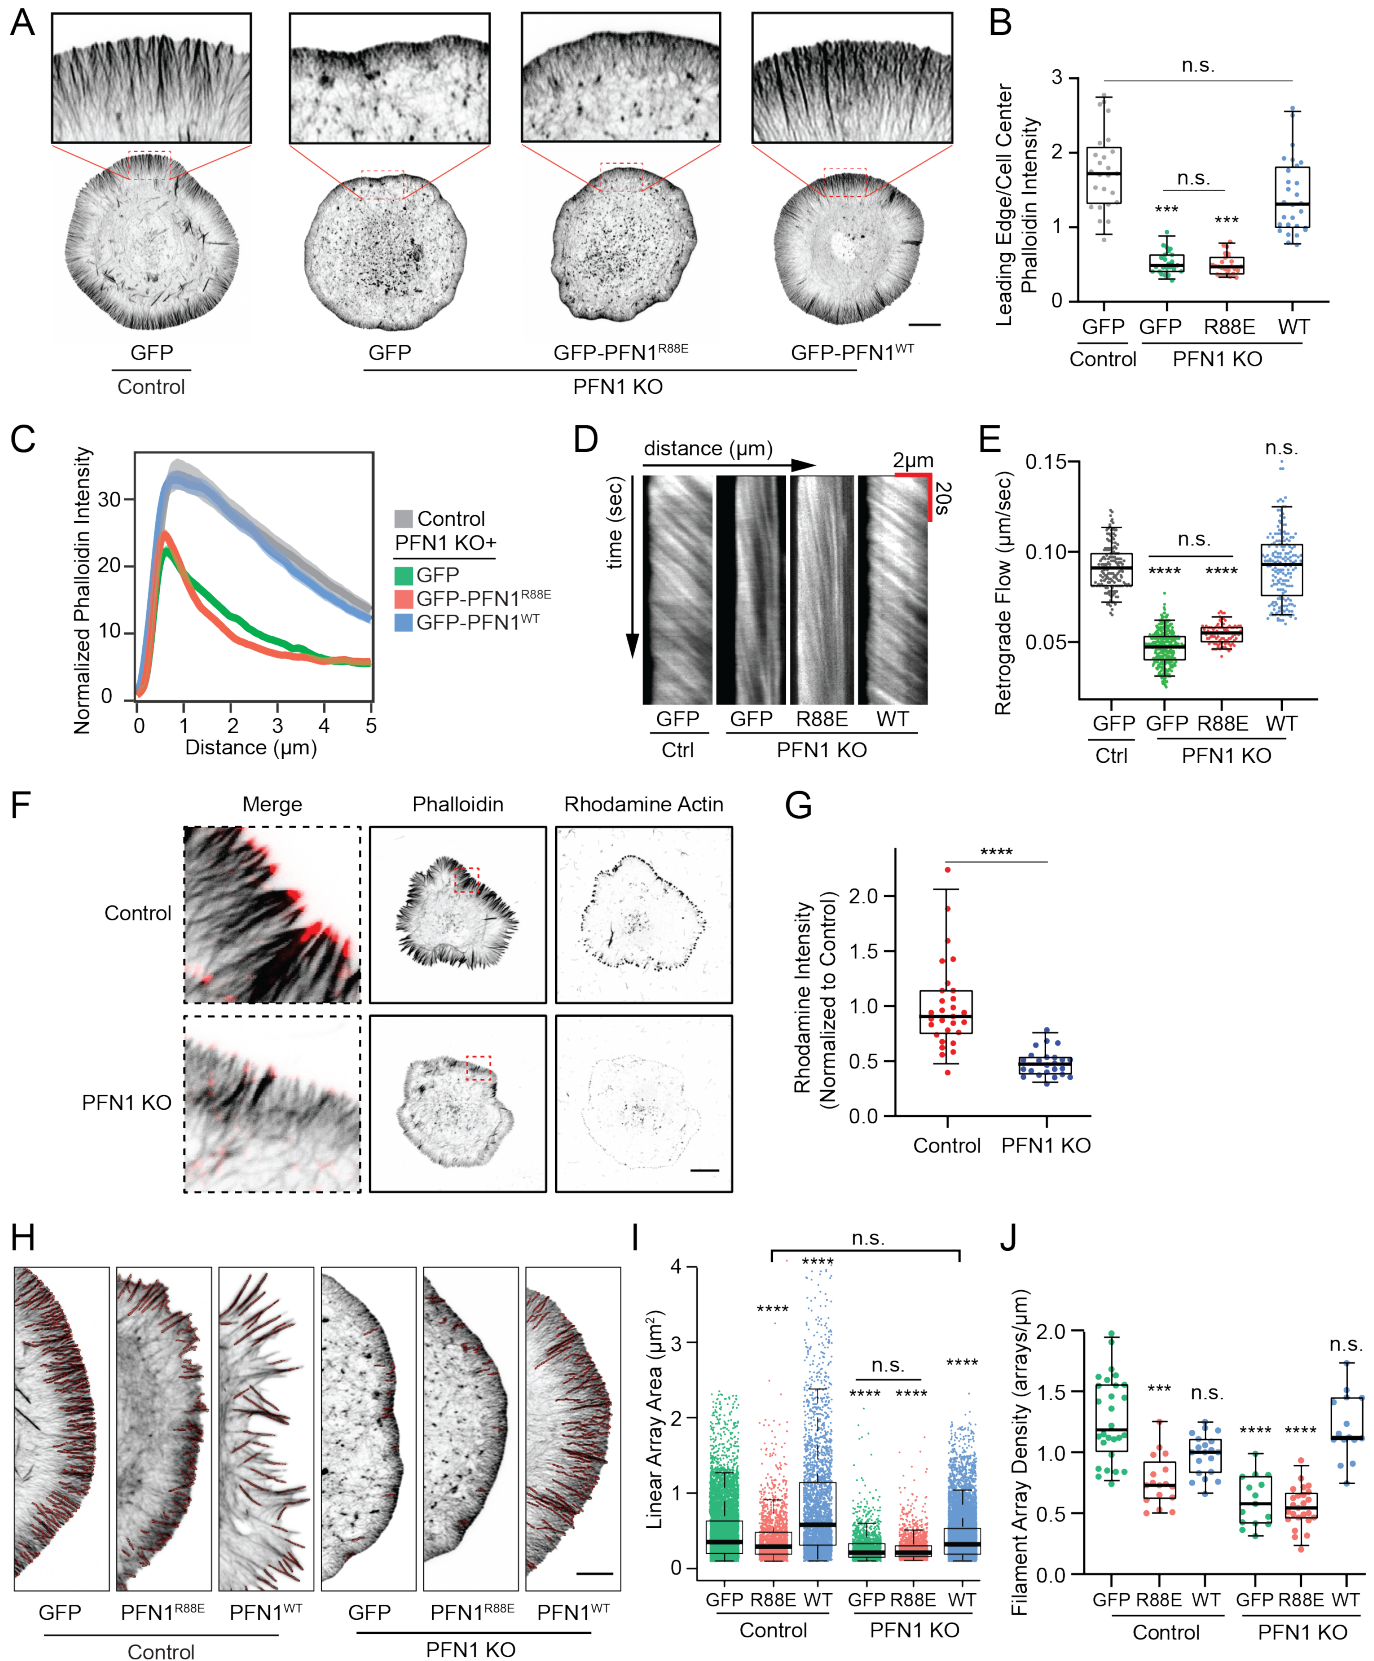 A
GFP
GFP
GFP-PFN1R88E
GFP-PFN1WT
Control
PFN1 KO
B
Leading Edge/Cell Center
Phalloidin Intensity
3
2
1
0
n.s.
n.s.
***
***
GFP
GFP
R88E
WT
Control
PFN1 KO
C
Normalized Phalloidin Intensity
30
20
10
0
0
1
2
3
4
5
Distance (µm)
Control
PFN1 KO+
GFP
GFP-PFN1R88E
GFP-PFN1WT
D
distance (µm)
time (sec)
2µm
20s
GFP
GFP
R88E
WT
Ctrl
PFN1 KO
E
Retrograde Flow (µm/sec)
0.15
0.10
0.05
n.s.
n.s.
****
****
GFP
GFP
R88E
WT
Ctrl
PFN1 KO
F
Merge
Phalloidin
Rhodamine Actin
Control
PFN1 KO
G
Rhodamine Intensity
(Normalized to Control)
2.0
1.5
1.0
0.5
0.0
****
Control
PFN1 KO
H
GFP
PFN1R88E
PFN1WT
GFP
PFN1R88E
PFN1WT
Control
PFN1 KO
I
Linear Array Area (µm2)
4
3
2
1
0
n.s.
****
****
n.s.
****
****
****
GFP
R88E
WT
GFP
R88E
WT
Control
PFN1 KO
J
Filament Array Density (arrays/µm)
2.0
1.5
1.0
0.5
0.0
***
n.s.
****
****
n.s.
GFP
R88E
WT
GFP
R88E
WT
Control
PFN1 KO